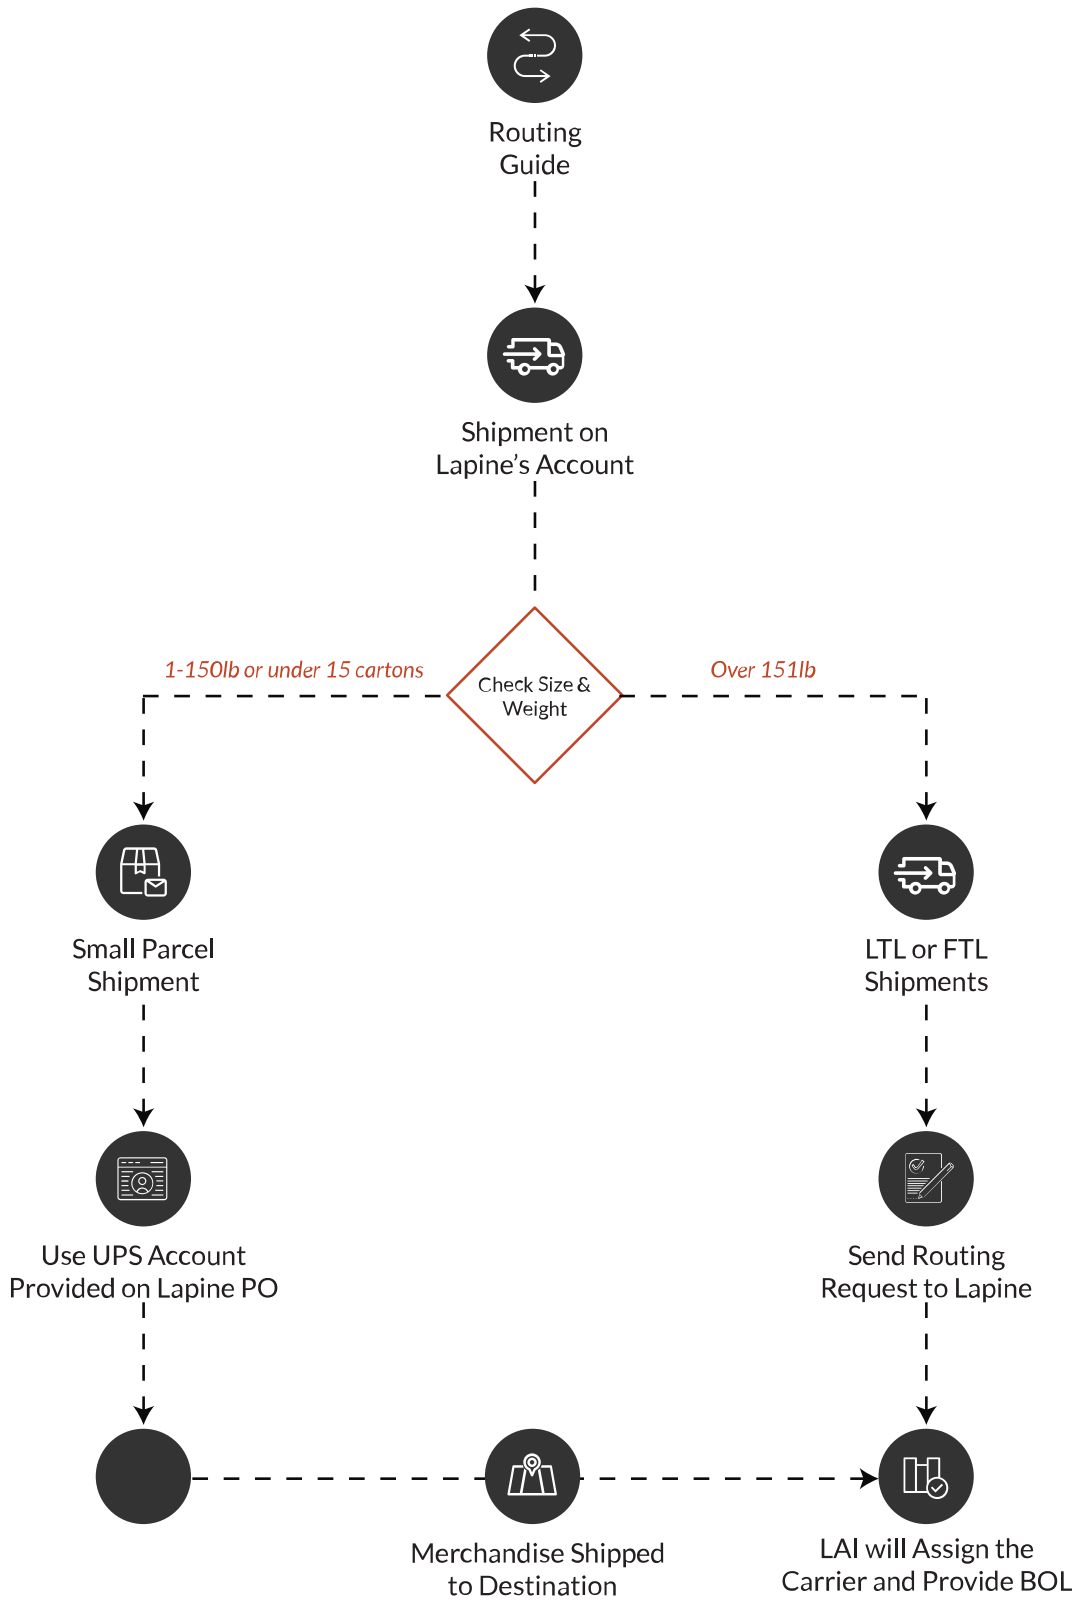 Routing
Guide
Shipment on
Lapine’s Account
1-150lb or under 15 cartons
Check Size &
Weight
Over 151lb
Small Parcel
Shipment
LTL or FTL
Shipments
Use UPS Account
Provided on Lapine PO
Send Routing
Request to Lapine
Merchandise Shipped
to Destination
LAI will Assign the
Carrier and Provide BOL